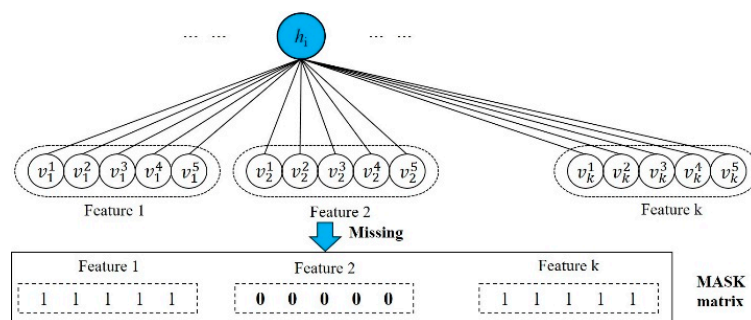 ... ... hᵢ ... ...
v₁¹ v₁² v₁³ v₁⁴ v₁⁵ v₂¹ v₂² v₂³ v₂⁴ v₂⁵ vₖ¹ vₖ² vₖ³ vₖ⁴ vₖ⁵
Feature 1 Feature 2 Feature k
Missing
Feature 1 Feature 2 Feature k
1 1 1 1 1 0 0 0 0 0 1 1 1 1 1
MASK
matrix